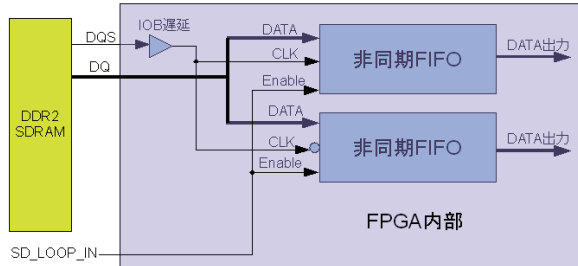 IOB遅延
DQS
DQ
DATA
CLK
Enable
非同期FIFO
DATA出力
DDR2
SDRAM
DATA
CLK
Enable
非同期FIFO
DATA出力
FPGA内部
SD_LOOP_IN